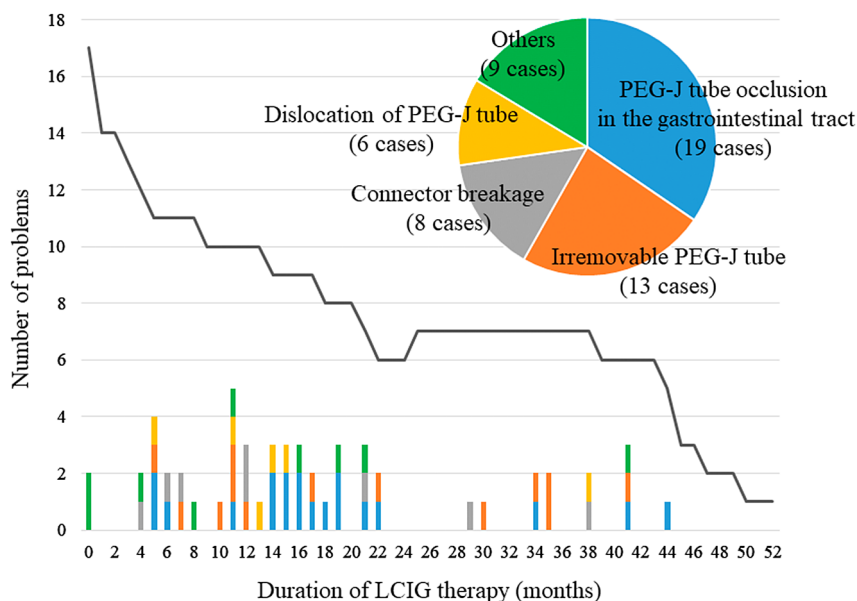 18
16
14
12
10
8
6
4
2
0
Number of problems
Others
(9 cases)
PEG-J tube occlusion
in the gastrointestinal tract
(19 cases)
Dislocation of PEG-J tube
(6 cases)
Connector breakage
(8 cases)
Irremovable PEG-J tube
(13 cases)
0 2 4 6 8 10 12 14 16 18 20 22 24 26 28 30 32 34 36 38 40 42 44 46 48 50 52
Duration of LCIG therapy (months)